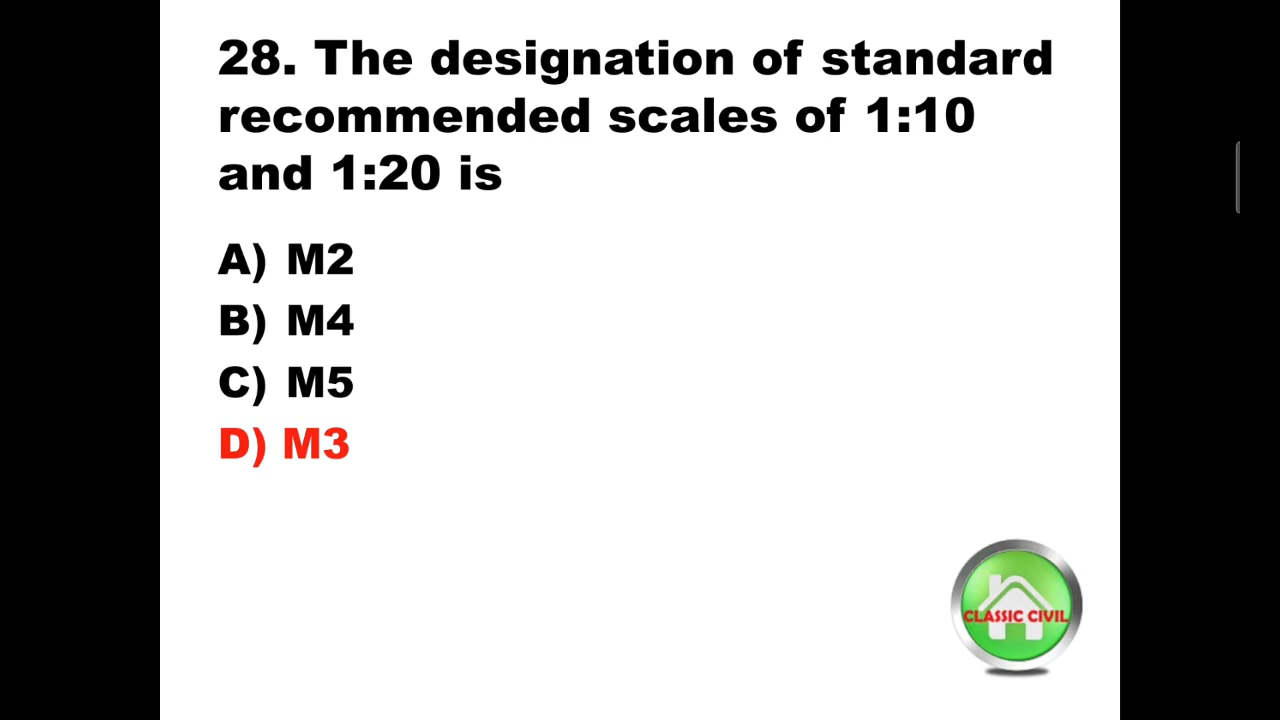 28. The designation of standard
recommended scales of 1:10
and 1:20 is
A) M2
B) M4
C) M5
D) M3
CLASSIC CIVIL